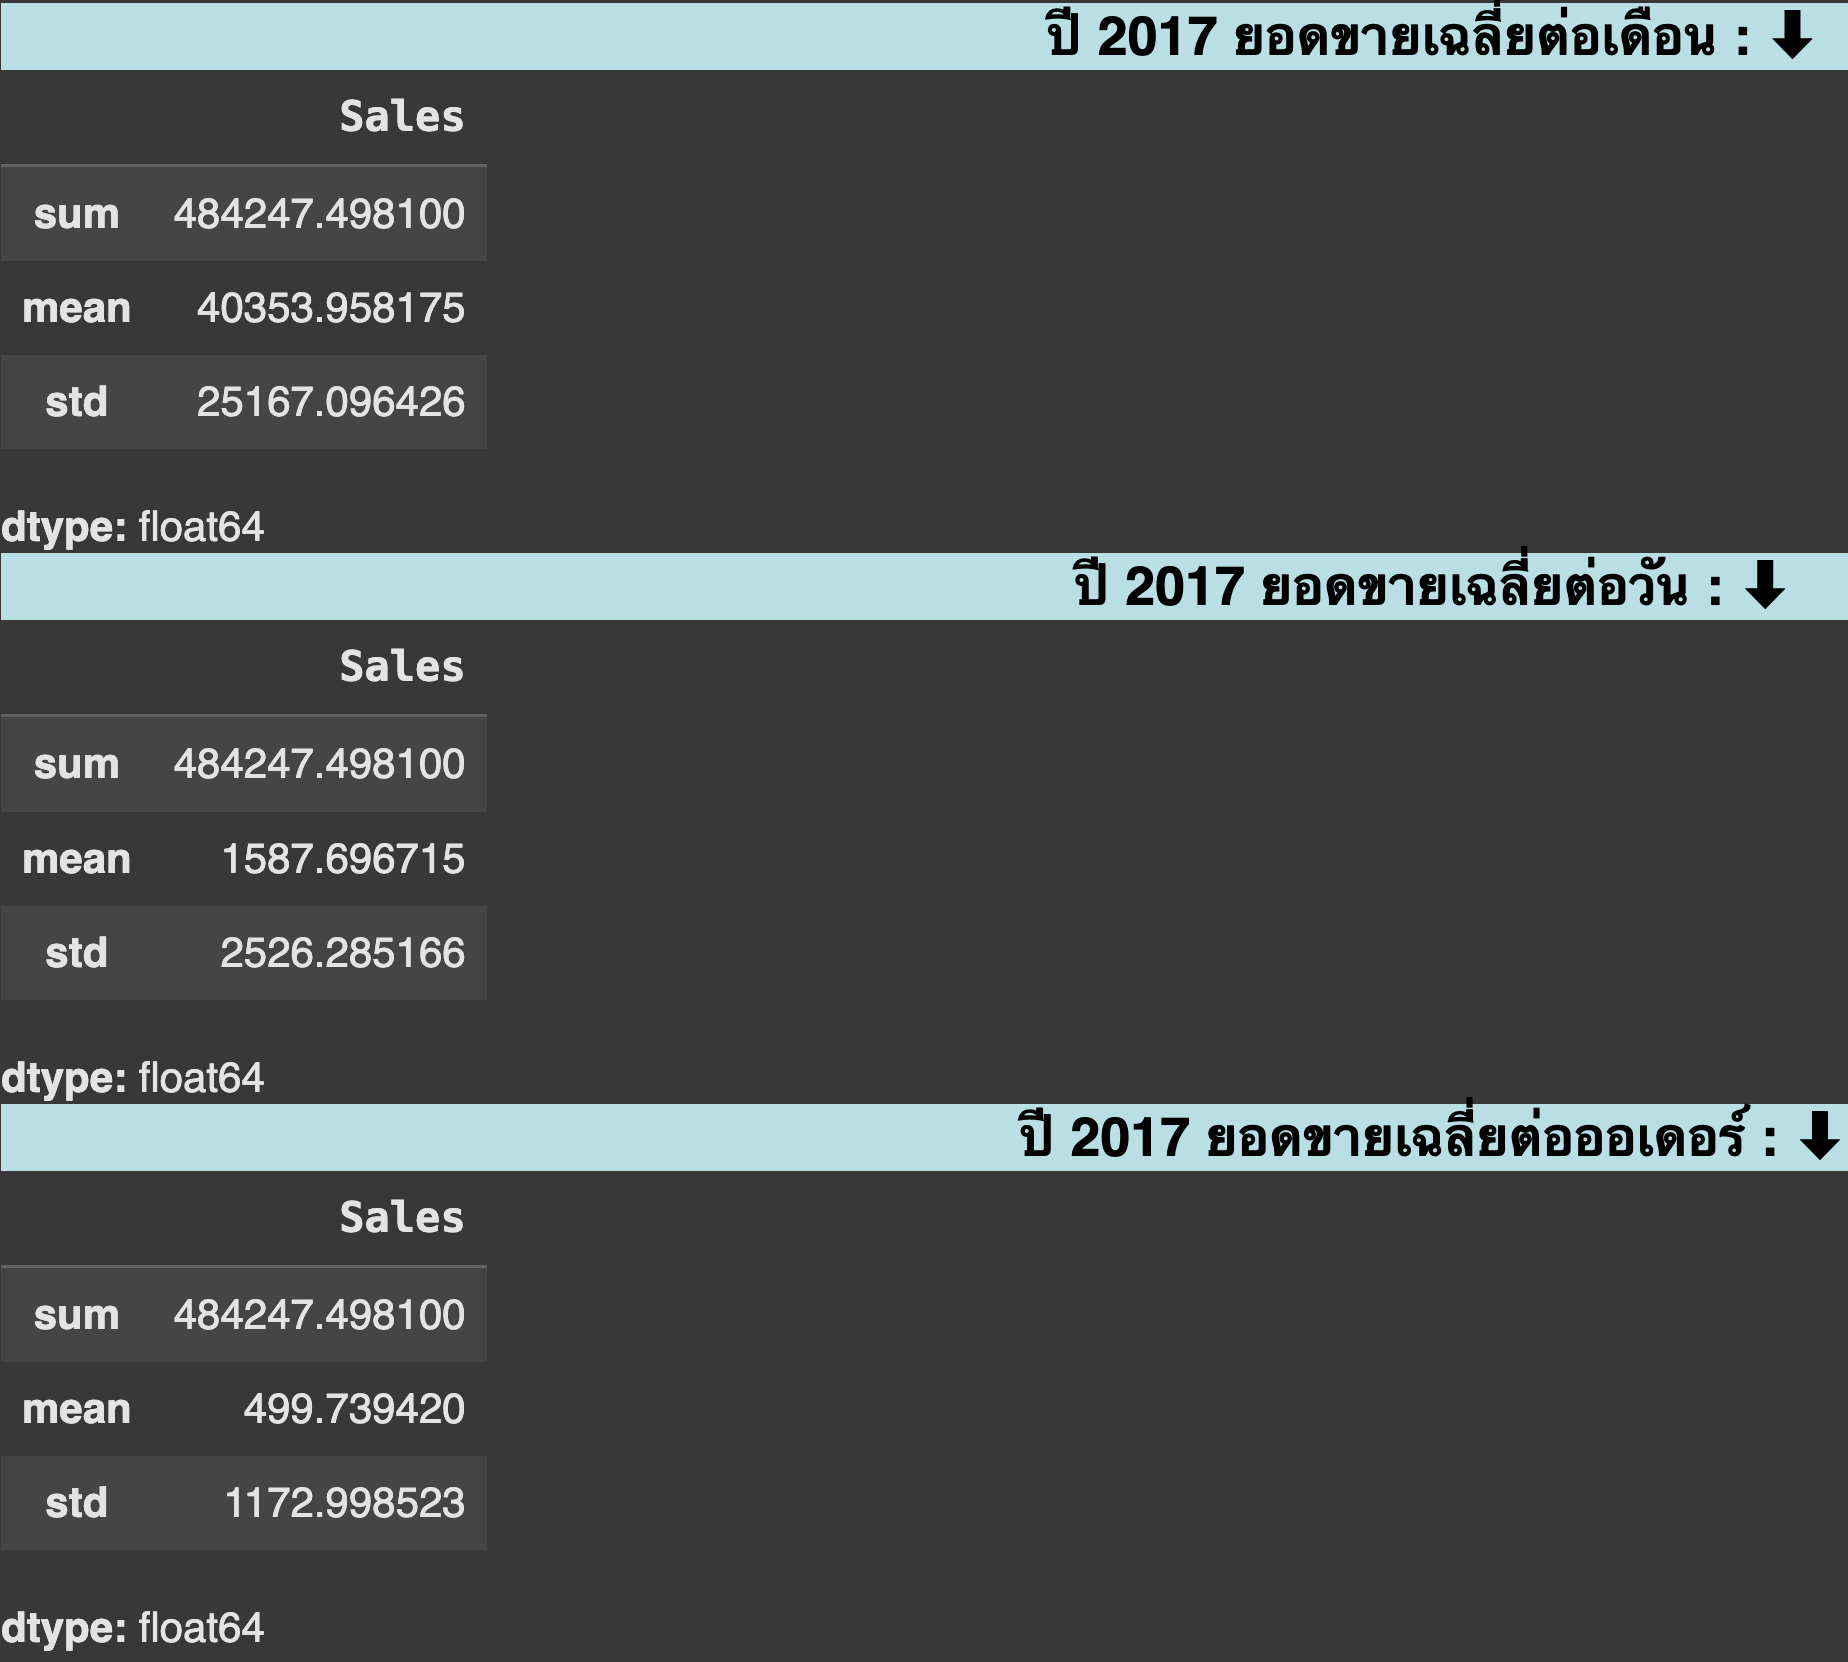 ปี 2017 ยอดขายเฉลี่ยต่อเดือน : ⬇
Sales
sum 484247.498100
mean 40353.958175
std 25167.096426
dtype: float64
ปี 2017 ยอดขายเฉลี่ยต่อวัน : ⬇
Sales
sum 484247.498100
mean 1587.696715
std 2526.285166
dtype: float64
ปี 2017 ยอดขายเฉลี่ยต่อออเดอร์ : ⬇
Sales
sum 484247.498100
mean 499.739420
std 1172.998523
dtype: float64